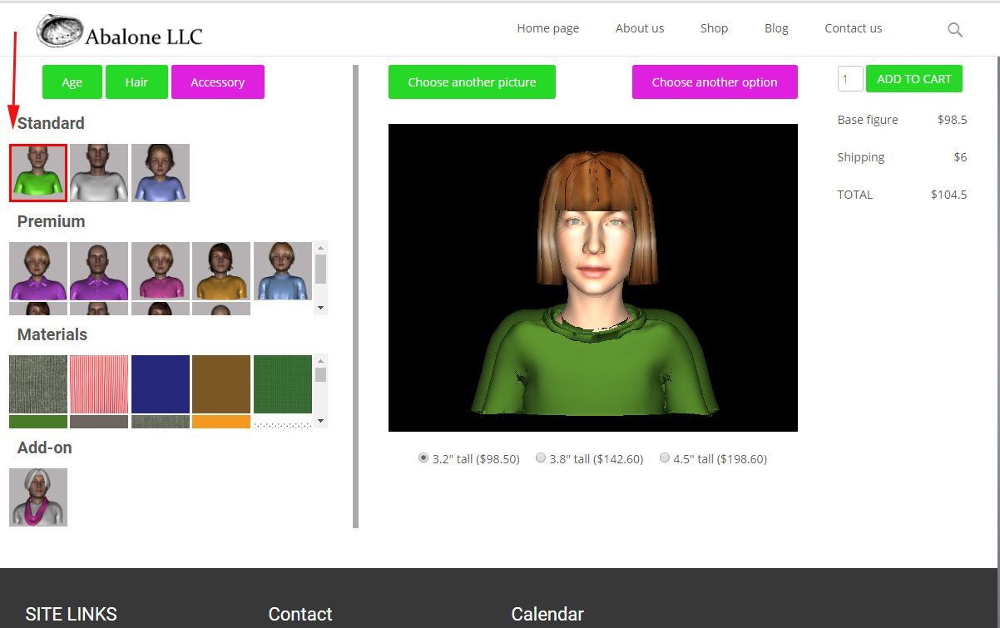 Abalone LLC
Home page About us Shop Blog Contact us
Age Hair Accessory
Choose another picture Choose another option
1 ADD TO CART
Standard
Base figure $98.5
Shipping $6
TOTAL $104.5
Premium
Materials
Add-on
3.2" tall ($98.50) 3.8" tall ($142.60) 4.5" tall ($198.60)
SITE LINKS Contact Calendar